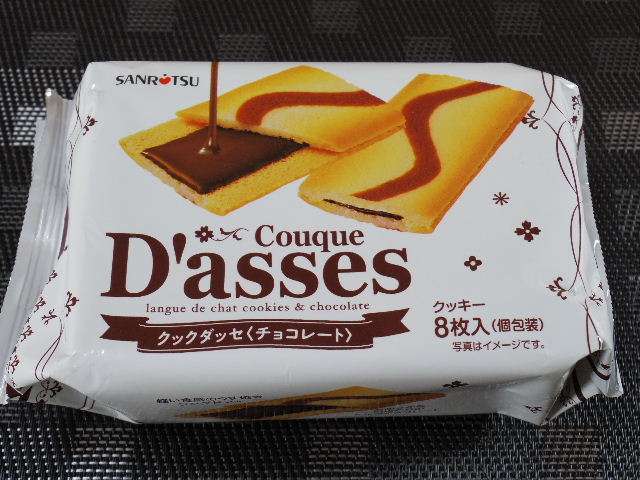 SANRITSU
Couque
D'asses
langue de chat cookies & chocolate
クックダッセ〈チョコレート〉
クッキー
8枚入(個包装)
写真はイメージです。